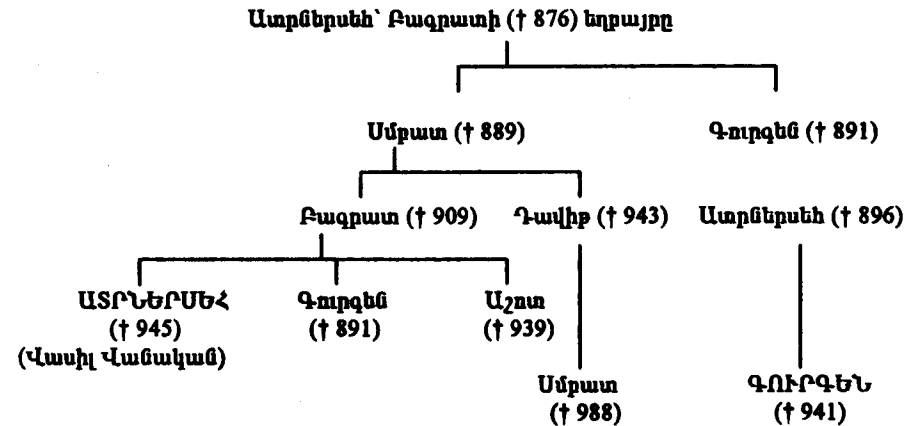 Ատրներսեհ՝ Բագրատի († 876) եղբայրը
Սմբատ († 889) Գուրգեն († 891)
Բագրատ († 909) Դավիթ († 943) Ատրներսեհ († 896)
ԱՏՐՆԵՐՍԵՀ Գուրգեն Աշոտ
(† 945) († 891) († 939)
(Վասիլ Վանական)
Սմբատ ԳՈՒՐԳԵՆ
(† 988) († 941)